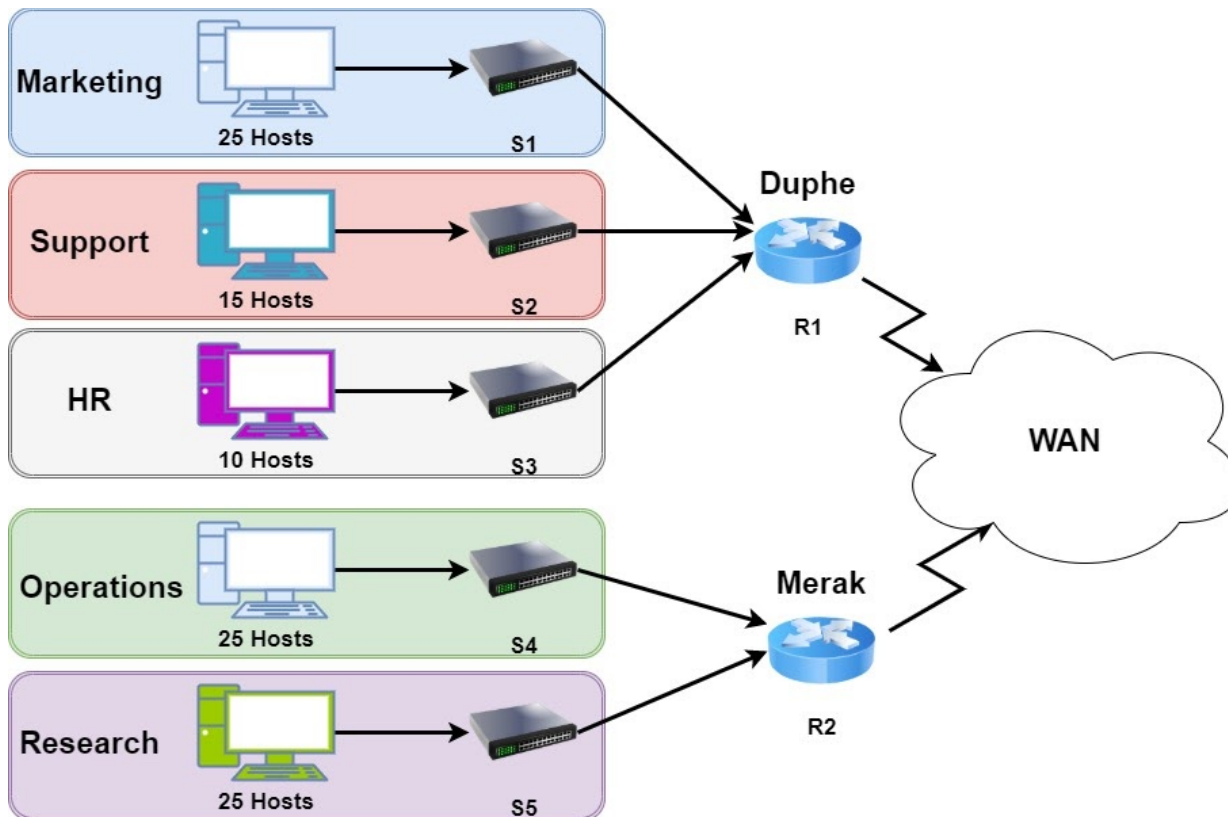 Marketing
25 Hosts
S1
Support
15 Hosts
S2
HR
10 Hosts
S3
Duphe
R1
WAN
Operations
25 Hosts
S4
Research
25 Hosts
S5
Merak
R2